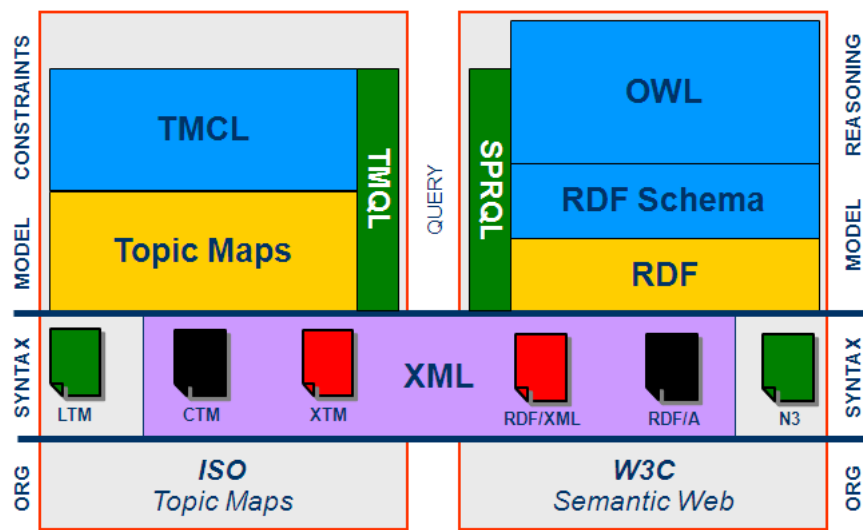 CONSTRAINTS
MODEL
SYNTAX
ORG
TMCL
TMQL
Topic Maps
QUERY
SPRQL
OWL
RDF Schema
RDF
REASONING
MODEL
SYNTAX
ORG
XML
LTM
CTM
XTM
RDF/XML
RDF/A
N3
ISO
Topic Maps
W3C
Semantic Web